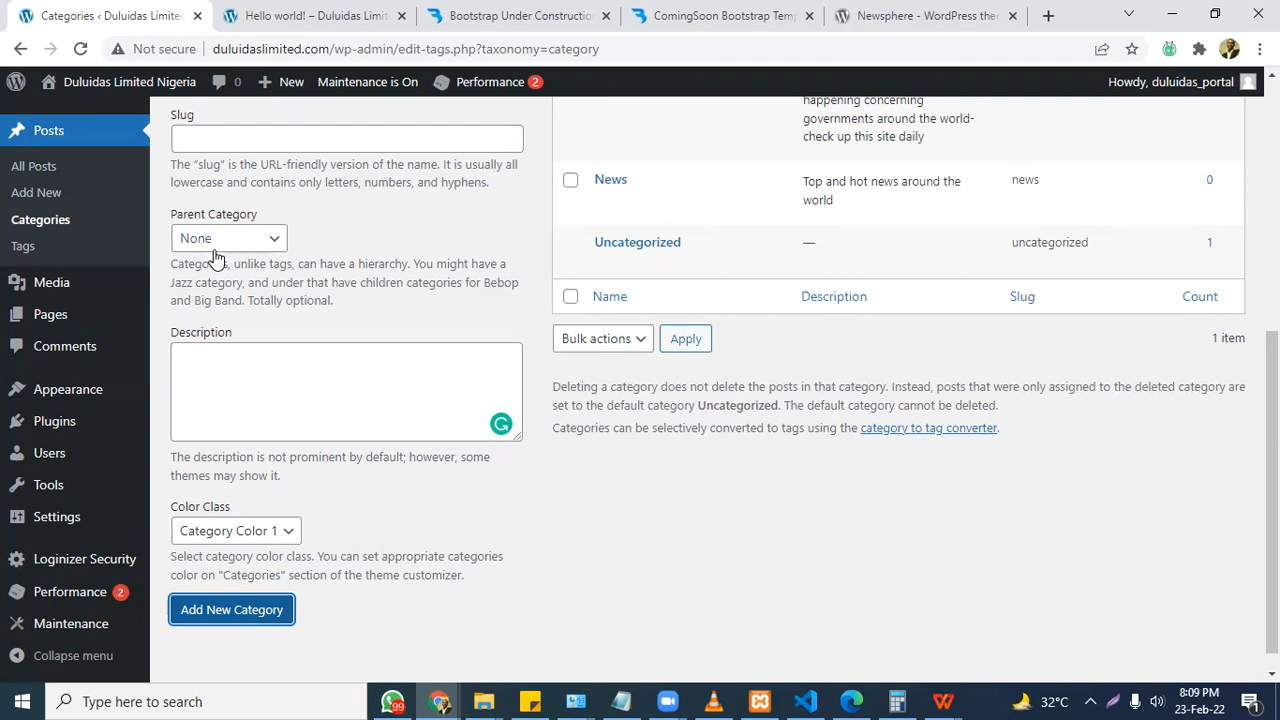 Categories ‹ Duluidas Limited
Hello world! – Duluidas Limi
Bootstrap Under Constructio
ComingSoon Bootstrap Temp
Newsphere - WordPress them
Not secure
duluidaslimited.com/wp-admin/edit-tags.php?taxonomy=category
Duluidas Limited Nigeria
0
New
Maintenance is On
Performance 2
Howdy, duluidas_portal
Posts
All Posts
Add New
Categories
Tags
Media
Pages
Comments
Appearance
Plugins
Users
Tools
Settings
Loginizer Security
Performance 2
Maintenance
Collapse menu
Slug
The “slug” is the URL-friendly version of the name. It is usually all
lowercase and contains only letters, numbers, and hyphens.
Parent Category
None
Categories, unlike tags, can have a hierarchy. You might have a
Jazz category, and under that have children categories for Bebop
and Big Band. Totally optional.
Description
The description is not prominent by default; however, some
themes may show it.
Color Class
Category Color 1
Select category color class. You can set appropriate categories
color on "Categories" section of the theme customizer.
Add New Category
happening concerning
governments around the world-
check up this site daily
News
Top and hot news around the
world
news
0
Uncategorized
—
uncategorized
1
Name
Description
Slug
Count
Bulk actions
Apply
1 item
Deleting a category does not delete the posts in that category. Instead, posts that were only assigned to the deleted category are
set to the default category Uncategorized. The default category cannot be deleted.
Categories can be selectively converted to tags using the category to tag converter.
Type here to search
99
32°C
8:09 PM
23-Feb-22
1